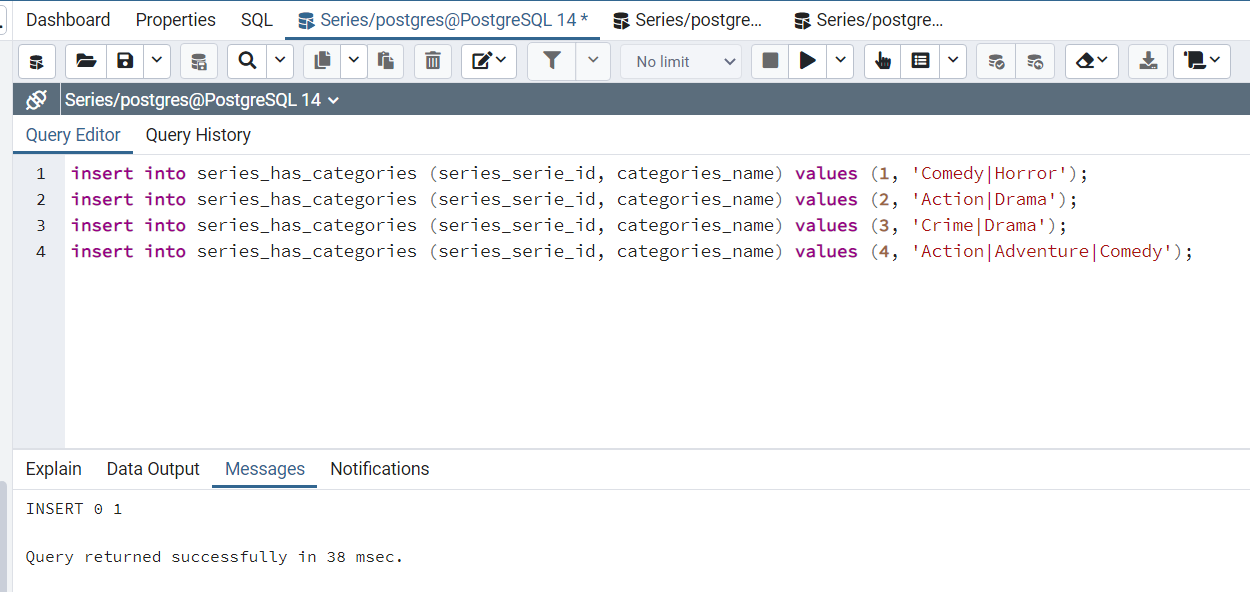 Dashboard Properties SQL Series/postgres@PostgreSQL 14 * Series/postgre... Series/postgre...
No limit
Series/postgres@PostgreSQL 14
Query Editor Query History
1 insert into series_has_categories (series_serie_id, categories_name) values (1, 'Comedy|Horror');
2 insert into series_has_categories (series_serie_id, categories_name) values (2, 'Action|Drama');
3 insert into series_has_categories (series_serie_id, categories_name) values (3, 'Crime|Drama');
4 insert into series_has_categories (series_serie_id, categories_name) values (4, 'Action|Adventure|Comedy');
Explain Data Output Messages Notifications
INSERT 0 1
Query returned successfully in 38 msec.